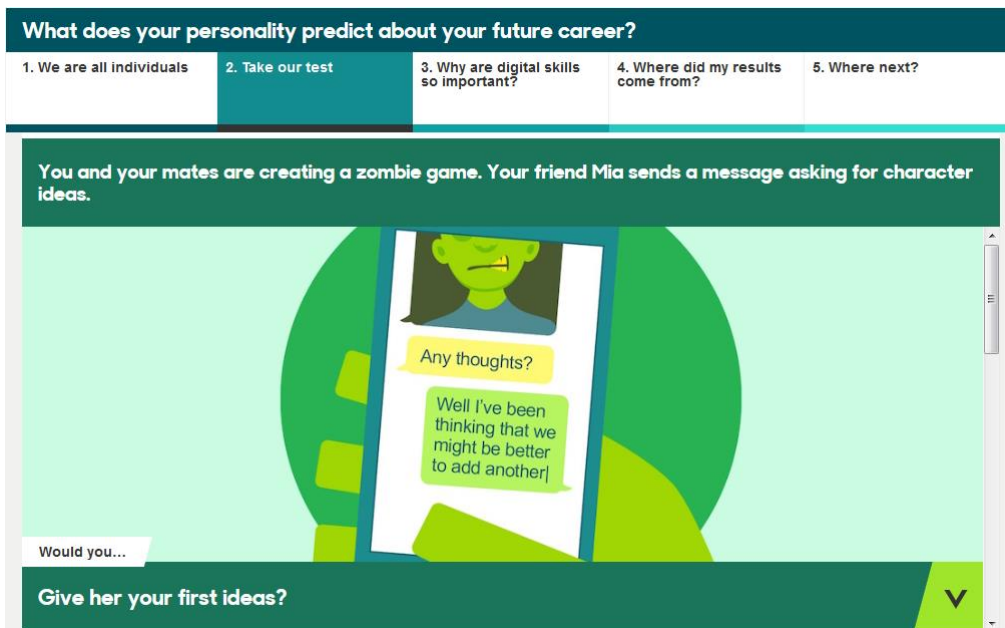 What does your personality predict about your future career?
1. We are all individuals
2. Take our test
3. Why are digital skills
so important?
4. Where did my results
come from?
5. Where next?
You and your mates are creating a zombie game. Your friend Mia sends a message asking for character
ideas.
Any thoughts?
Well I've been
thinking that we
might be better
to add another
Would you...
Give her your first ideas?